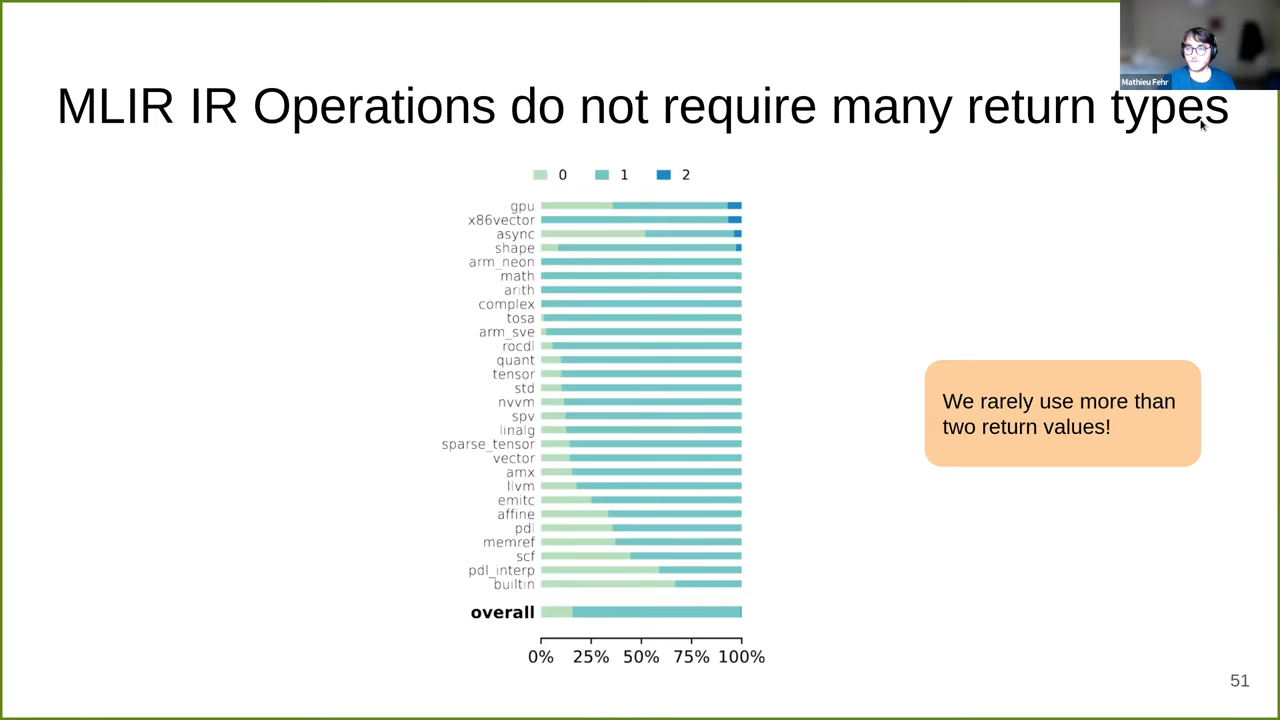 Mathieu Fehr
MLIR IR Operations do not require many return types
0 1 2
gpu
x86vector
async
shape
arm_neon
math
arith
complex
tosa
arm_sve
rocdl
quant
tensor
std
nvvm
spv
linalg
sparse_tensor
vector
amx
llvm
emitc
affine
pdl
memref
scf
pdl_interp
builtin
overall
0% 25% 50% 75% 100%
We rarely use more than
two return values!
51